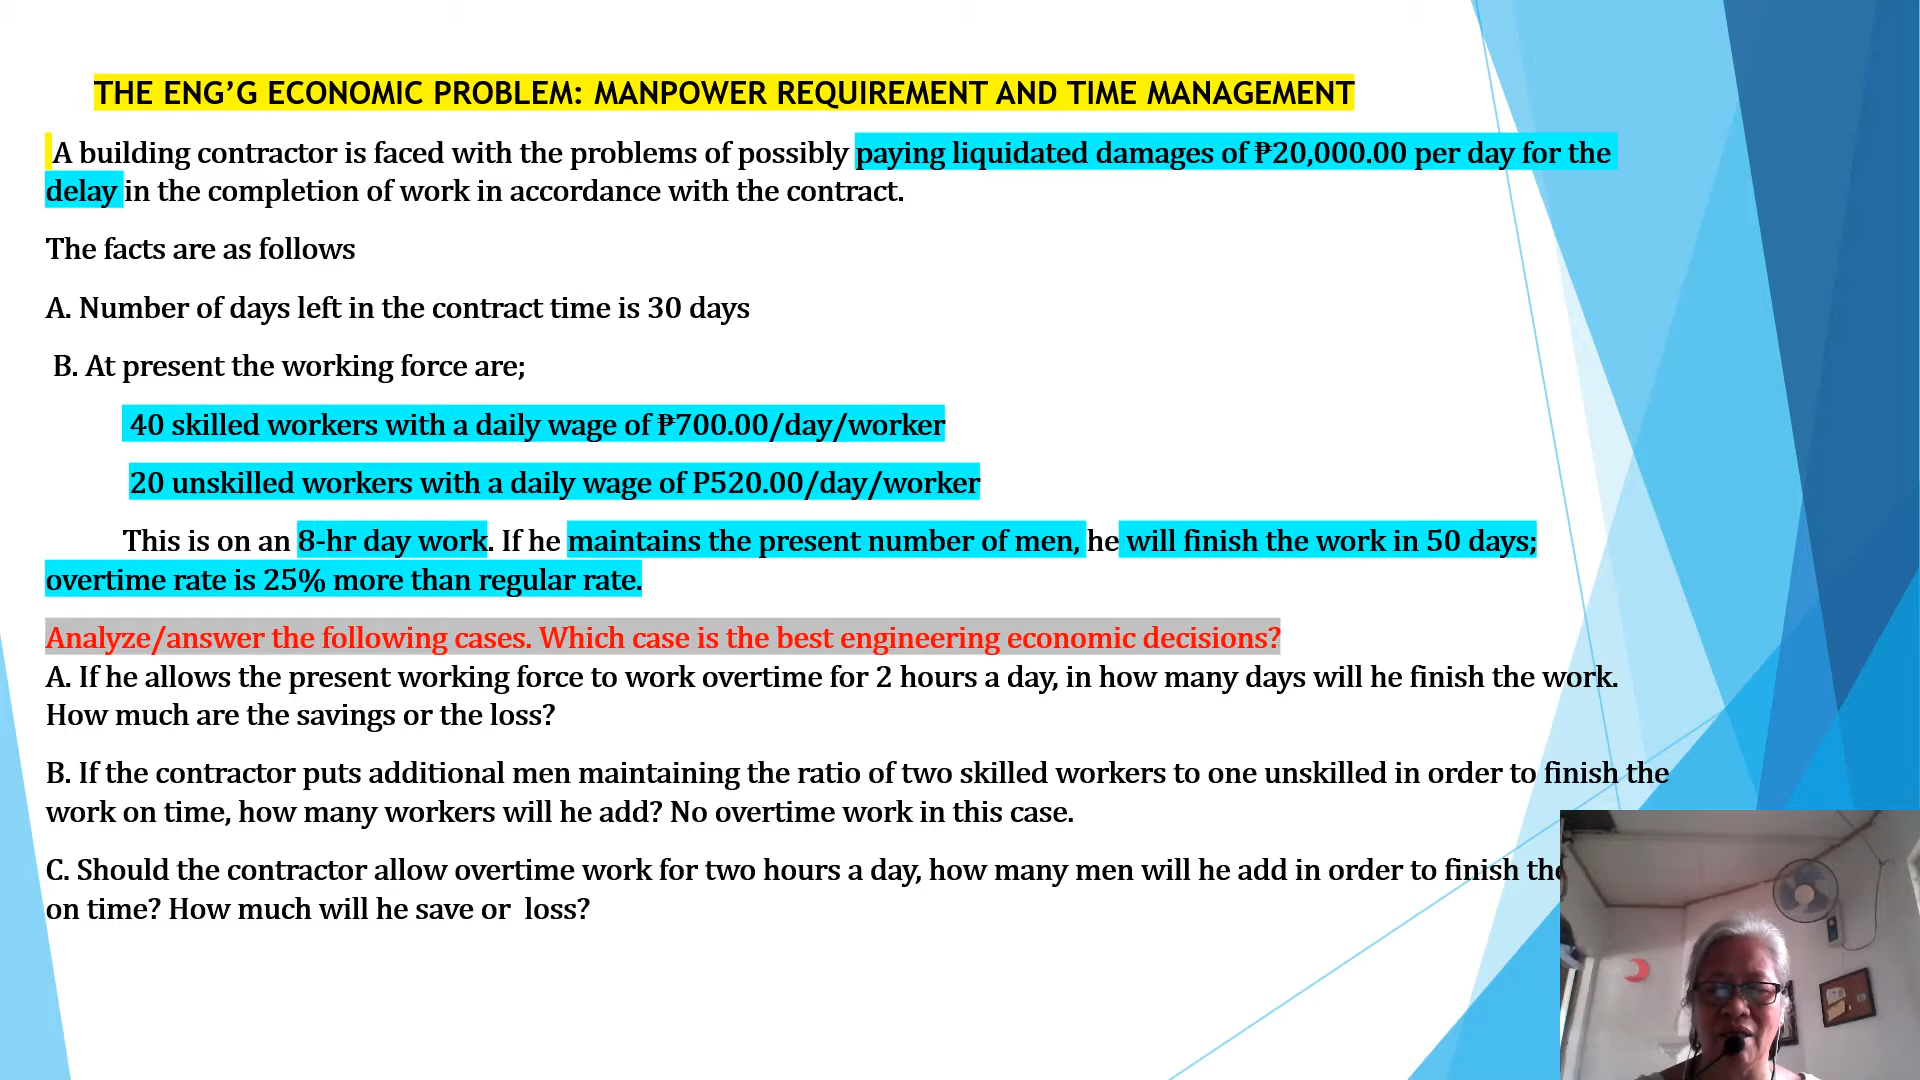 THE ENG’G ECONOMIC PROBLEM: MANPOWER REQUIREMENT AND TIME MANAGEMENT
A building contractor is faced with the problems of possibly paying liquidated damages of ₱20,000.00 per day for the
delay in the completion of work in accordance with the contract.
The facts are as follows
A. Number of days left in the contract time is 30 days
B. At present the working force are;
40 skilled workers with a daily wage of ₱700.00/day/worker
20 unskilled workers with a daily wage of P520.00/day/worker
This is on an 8-hr day work. If he maintains the present number of men, he will finish the work in 50 days;
overtime rate is 25% more than regular rate.
Analyze/answer the following cases. Which case is the best engineering economic decisions?
A. If he allows the present working force to work overtime for 2 hours a day, in how many days will he finish the work.
How much are the savings or the loss?
B. If the contractor puts additional men maintaining the ratio of two skilled workers to one unskilled in order to finish the
work on time, how many workers will he add? No overtime work in this case.
C. Should the contractor allow overtime work for two hours a day, how many men will he add in order to finish the
on time? How much will he save or  loss?